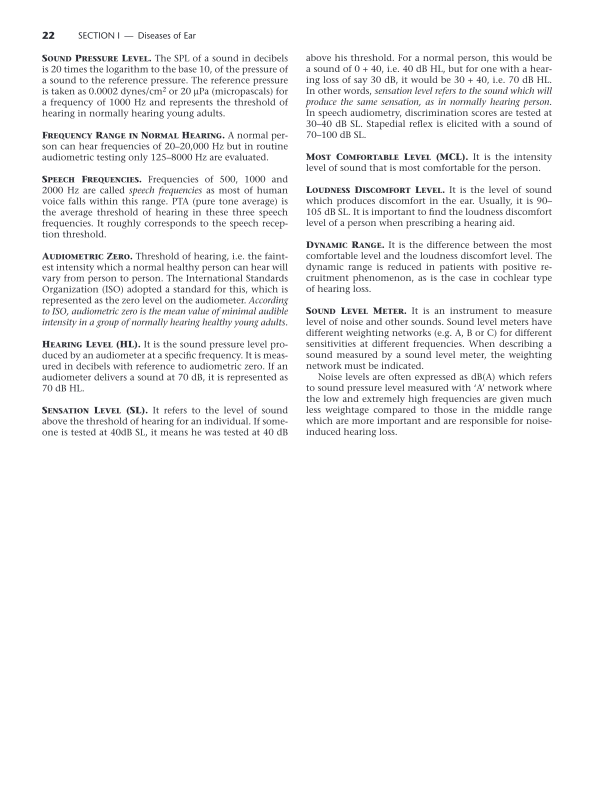 22 SECTION I — Diseases of Ear
Sound Pressure Level. The SPL of a sound in decibels
is 20 times the logarithm to the base 10, of the pressure of
a sound to the reference pressure. The reference pressure
is taken as 0.0002 dynes/cm² or 20 μPa (micropascals) for
a frequency of 1000 Hz and represents the threshold of
hearing in normally hearing young adults.
Frequency Range in Normal Hearing. A normal per-
son can hear frequencies of 20–20,000 Hz but in routine
audiometric testing only 125–8000 Hz are evaluated.
Speech Frequencies. Frequencies of 500, 1000 and
2000 Hz are called speech frequencies as most of human
voice falls within this range. PTA (pure tone average) is
the average threshold of hearing in these three speech
frequencies. It roughly corresponds to the speech recep-
tion threshold.
Audiometric Zero. Threshold of hearing, i.e. the faint-
est intensity which a normal healthy person can hear will
vary from person to person. The International Standards
Organization (ISO) adopted a standard for this, which is
represented as the zero level on the audiometer. According
to ISO, audiometric zero is the mean value of minimal audible
intensity in a group of normally hearing healthy young adults.
Hearing Level (HL). It is the sound pressure level pro-
duced by an audiometer at a specific frequency. It is meas-
ured in decibels with reference to audiometric zero. If an
audiometer delivers a sound at 70 dB, it is represented as
70 dB HL.
Sensation Level (SL). It refers to the level of sound
above the threshold of hearing for an individual. If some-
one is tested at 40dB SL, it means he was tested at 40 dB
above his threshold. For a normal person, this would be
a sound of 0 + 40, i.e. 40 dB HL, but for one with a hear-
ing loss of say 30 dB, it would be 30 + 40, i.e. 70 dB HL.
In other words, sensation level refers to the sound which will
produce the same sensation, as in normally hearing person.
In speech audiometry, discrimination scores are tested at
30–40 dB SL. Stapedial reflex is elicited with a sound of
70–100 dB SL.
Most Comfortable Level (MCL). It is the intensity
level of sound that is most comfortable for the person.
Loudness Discomfort Level. It is the level of sound
which produces discomfort in the ear. Usually, it is 90–
105 dB SL. It is important to find the loudness discomfort
level of a person when prescribing a hearing aid.
Dynamic Range. It is the difference between the most
comfortable level and the loudness discomfort level. The
dynamic range is reduced in patients with positive re-
cruitment phenomenon, as is the case in cochlear type
of hearing loss.
Sound Level Meter. It is an instrument to measure
level of noise and other sounds. Sound level meters have
different weighting networks (e.g. A, B or C) for different
sensitivities at different frequencies. When describing a
sound measured by a sound level meter, the weighting
network must be indicated.
Noise levels are often expressed as dB(A) which refers
to sound pressure level measured with ‘A’ network where
the low and extremely high frequencies are given much
less weightage compared to those in the middle range
which are more important and are responsible for noise-
induced hearing loss.